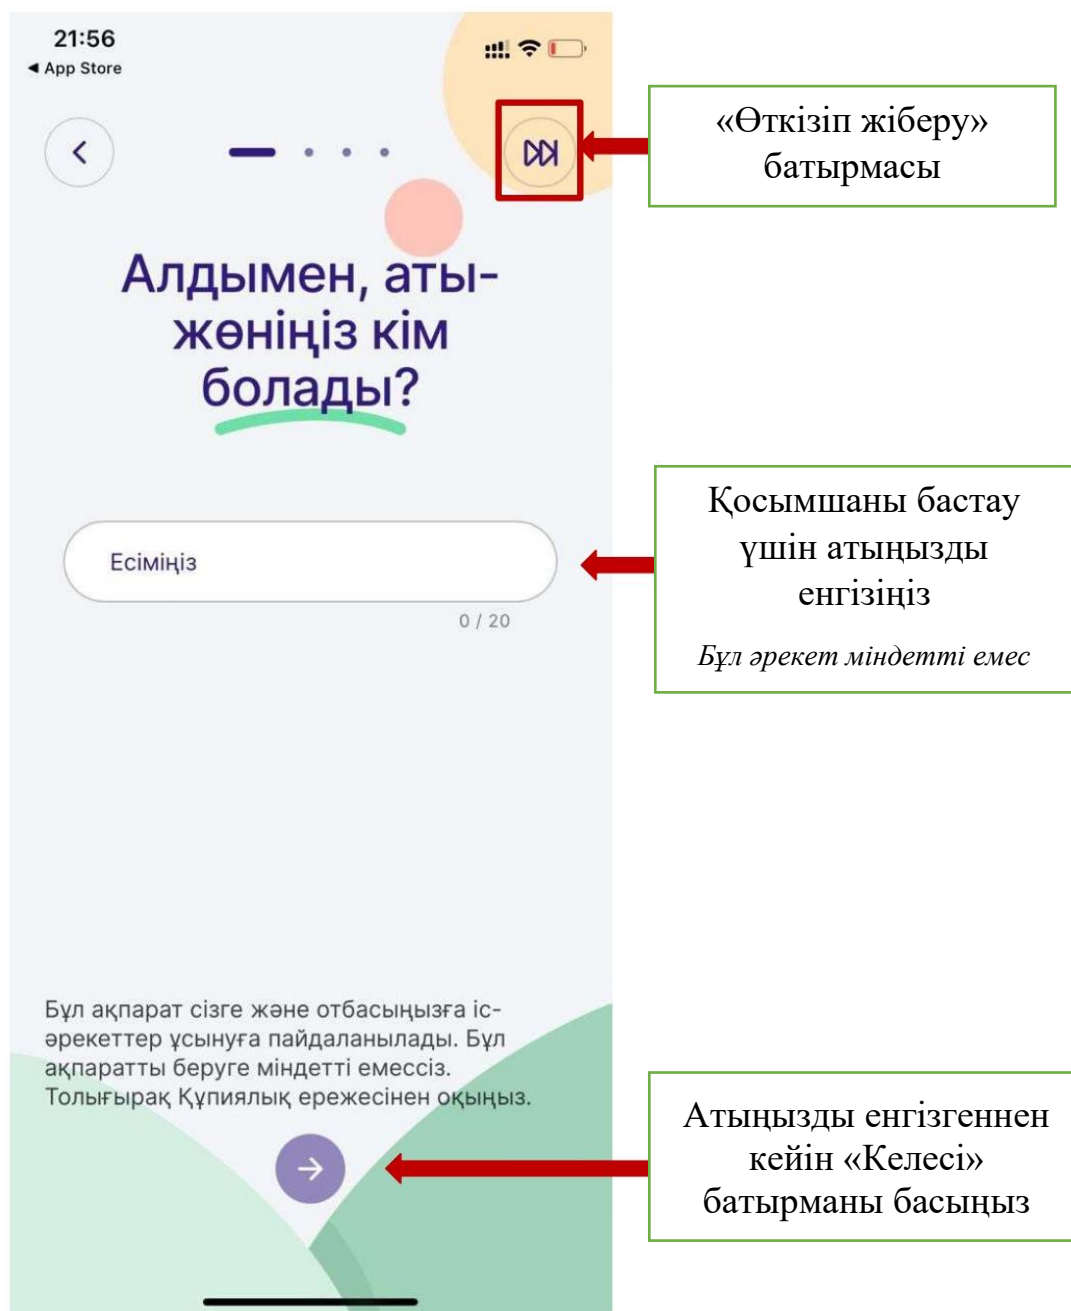 21:56
◀ App Store
«Өткізіп жіберу»
батырмасы
Алдымен, аты-
жөніңіз кім
болады?
Есіміңіз
0 / 20
Қосымшаны бастау
үшін атыңызды
енгізіңіз
Бұл әрекет міндетті емес
Бұл ақпарат сізге және отбасыңызға іс-
әрекеттер ұсынуға пайдаланылады. Бұл
ақпаратты беруге міндетті емессіз.
Толығырақ Құпиялық ережесінен оқыңыз.
Атыңызды енгізгеннен
кейін «Келесі»
батырманы басыңыз